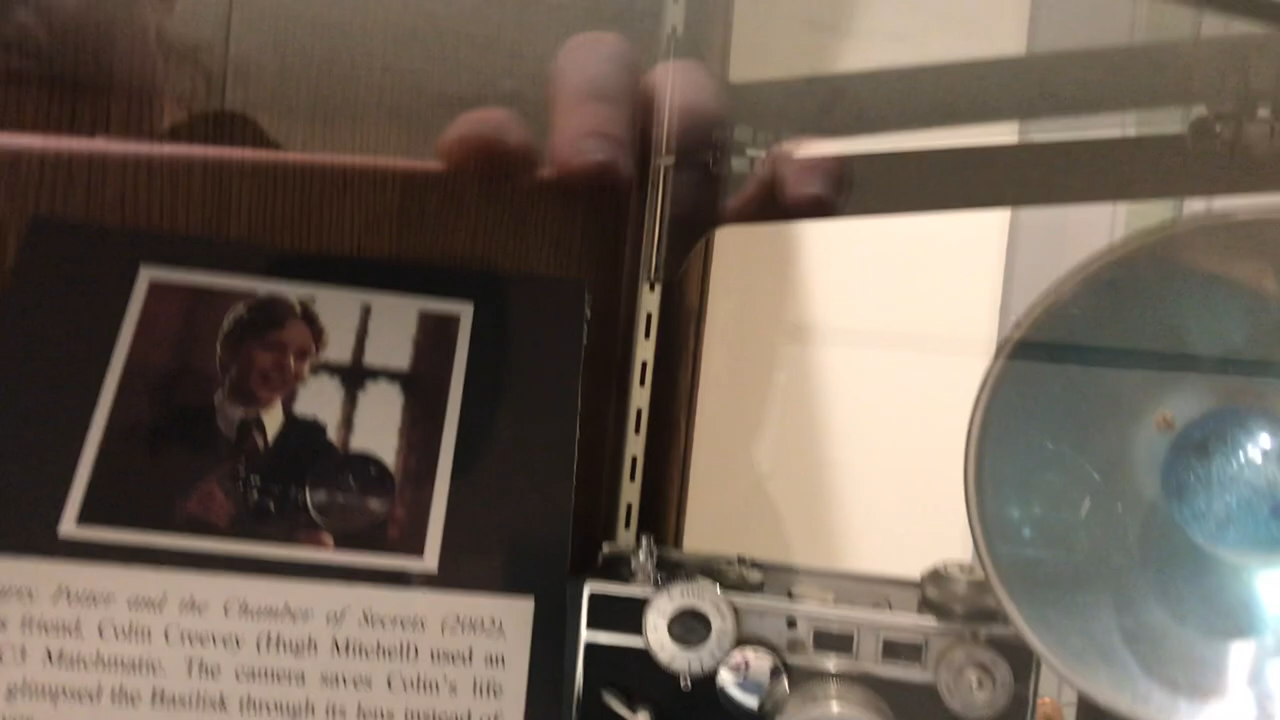 Potter and the Chamber of Secrets (2002),
friend, Colin Creevey (Hugh Mitchell) used an
Matchmatic. The camera saves Colin's life
glimpsed the Basilisk through its lens instead of